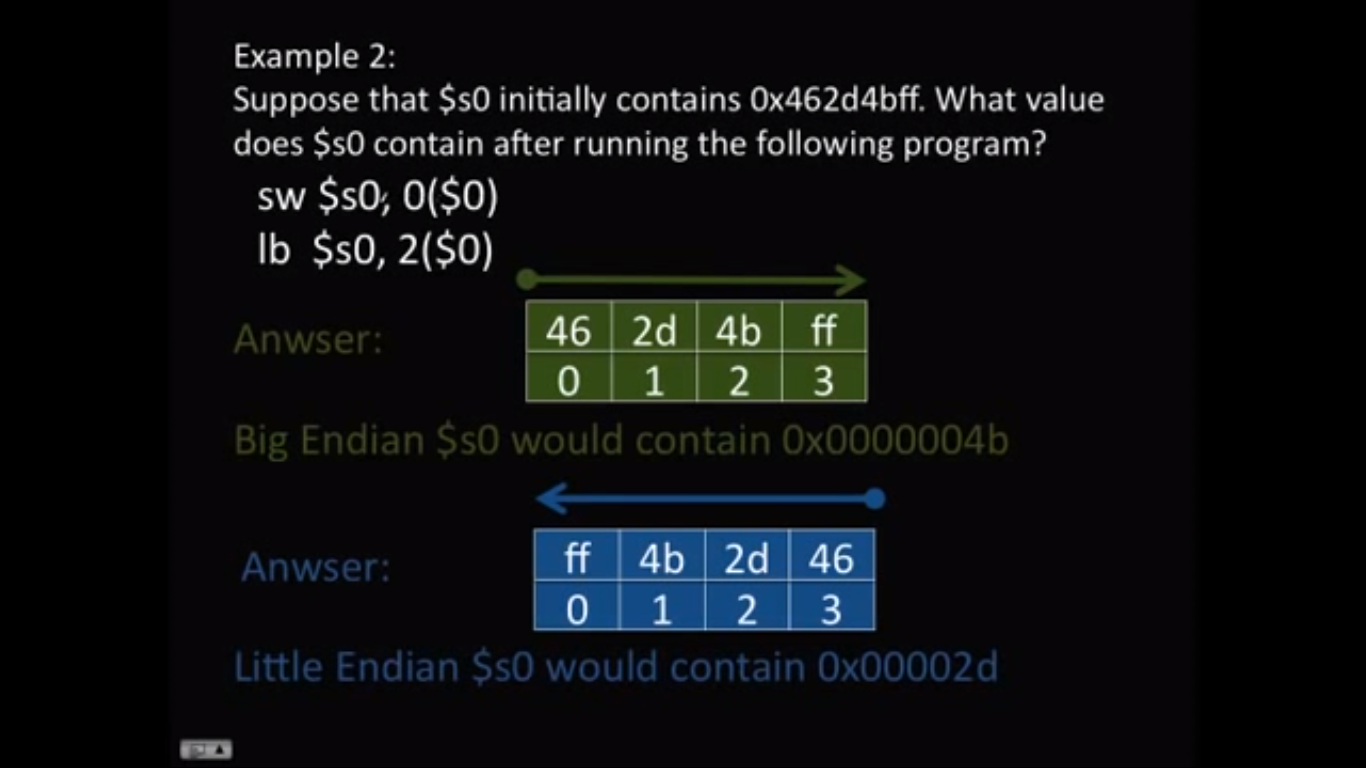 Example 2:
Suppose that $s0 initially contains 0x462d4bff. What value
does $s0 contain after running the following program?
sw $s0, 0($0)
lb $s0, 2($0)
Anwser:
46 2d 4b ff
0 1 2 3
Big Endian $s0 would contain 0x0000004b
Anwser:
ff 4b 2d 46
0 1 2 3
Little Endian $s0 would contain 0x00002d